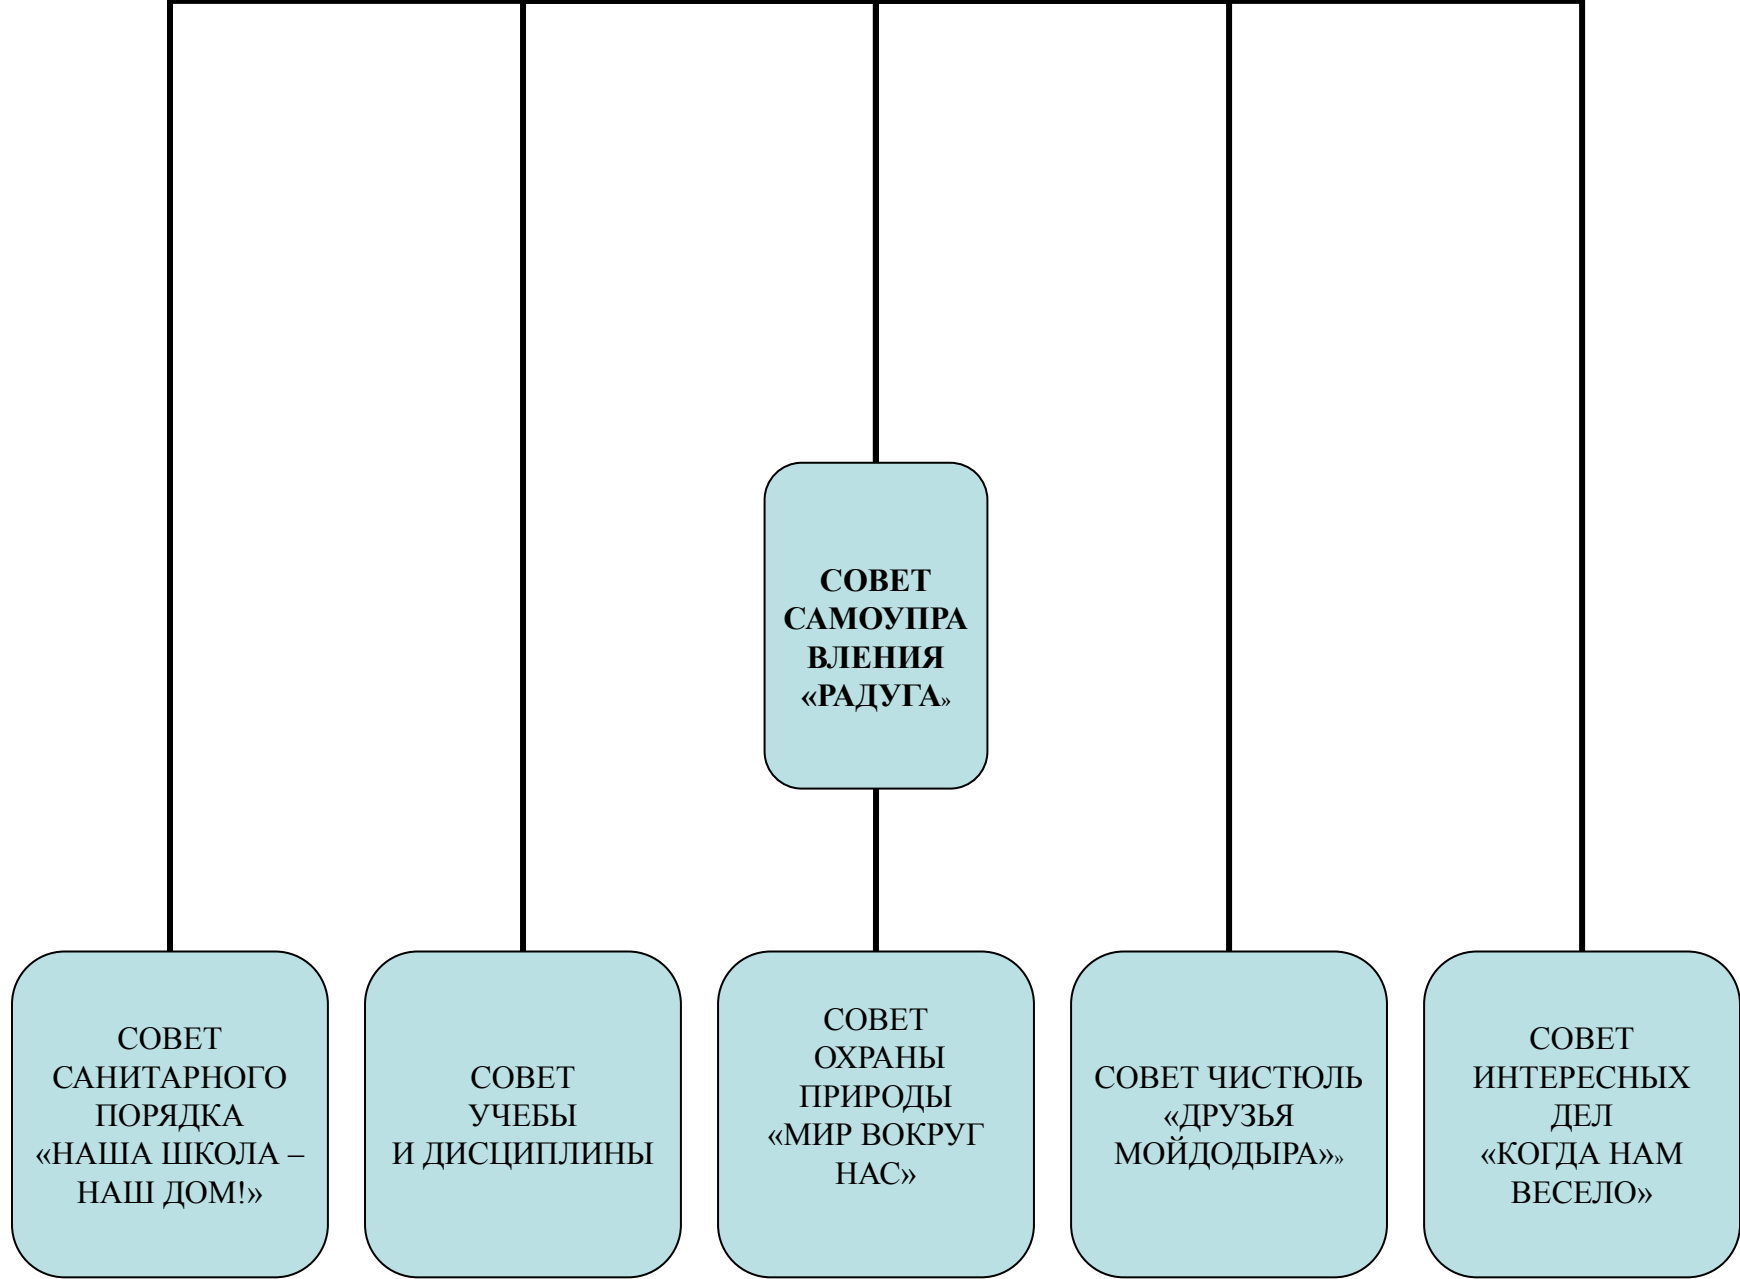 СОВЕТ
САМОУПРА
ВЛЕНИЯ
«РАДУГА»
СОВЕТ
САНИТАРНОГО
ПОРЯДКА
«НАША ШКОЛА –
НАШ ДОМ!»
СОВЕТ
УЧЕБЫ
И ДИСЦИПЛИНЫ
СОВЕТ
ОХРАНЫ
ПРИРОДЫ
«МИР ВОКРУГ
НАС»
СОВЕТ ЧИСТЮЛЬ
«ДРУЗЬЯ
МОЙДОДЫРА»»
СОВЕТ
ИНТЕРЕСНЫХ
ДЕЛ
«КОГДА НАМ
ВЕСЕЛО»